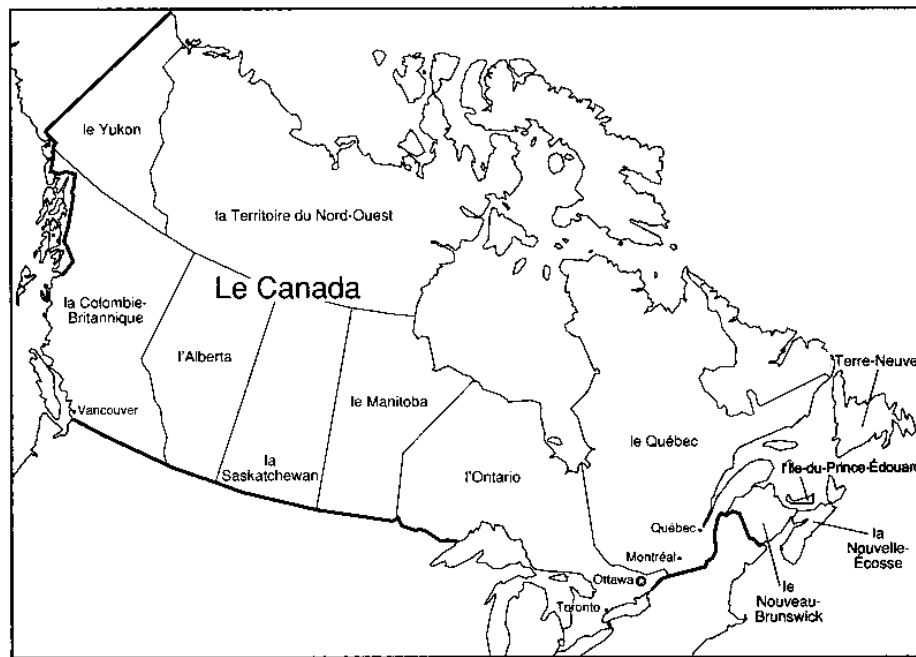 le Yukon
la Territoire du Nord-Ouest
Le Canada
la Colombie-
Britannique
l'Alberta
Terre-Neuve
le Manitoba
Vancouver
le Québec
la
Saskatchewan
l'Ontario
l'Île-du-Prince-Édouard
Québec
la
Nouvelle-
Écosse
Montréal
Ottawa
le
Nouveau-
Brunswick
Toronto